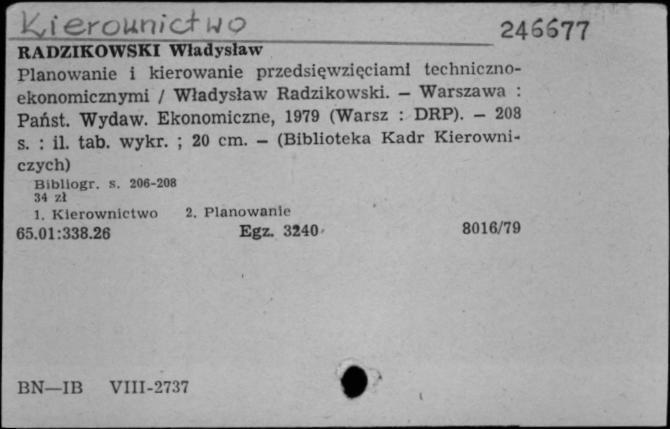 Kierownictwo
246677
RADZIKOWSKI Władysław
Planowanie i kierowanie przedsięwzięciami techniczno-
ekonomicznymi / Władysław Radzikowski. — Warszawa :
Państ. Wydaw. Ekonomiczne, 1979 (Warsz : DRP). — 208
s. : il. tab. wykr. ; 20 cm. — (Biblioteka Kadr Kierowni-
czych)
Bibliogr. s. 206-208
34 zł
1. Kierownictwo 2. Planowanie
65.01:338.26 Egz. 3240 8016/79
BN—IB VIII-2737